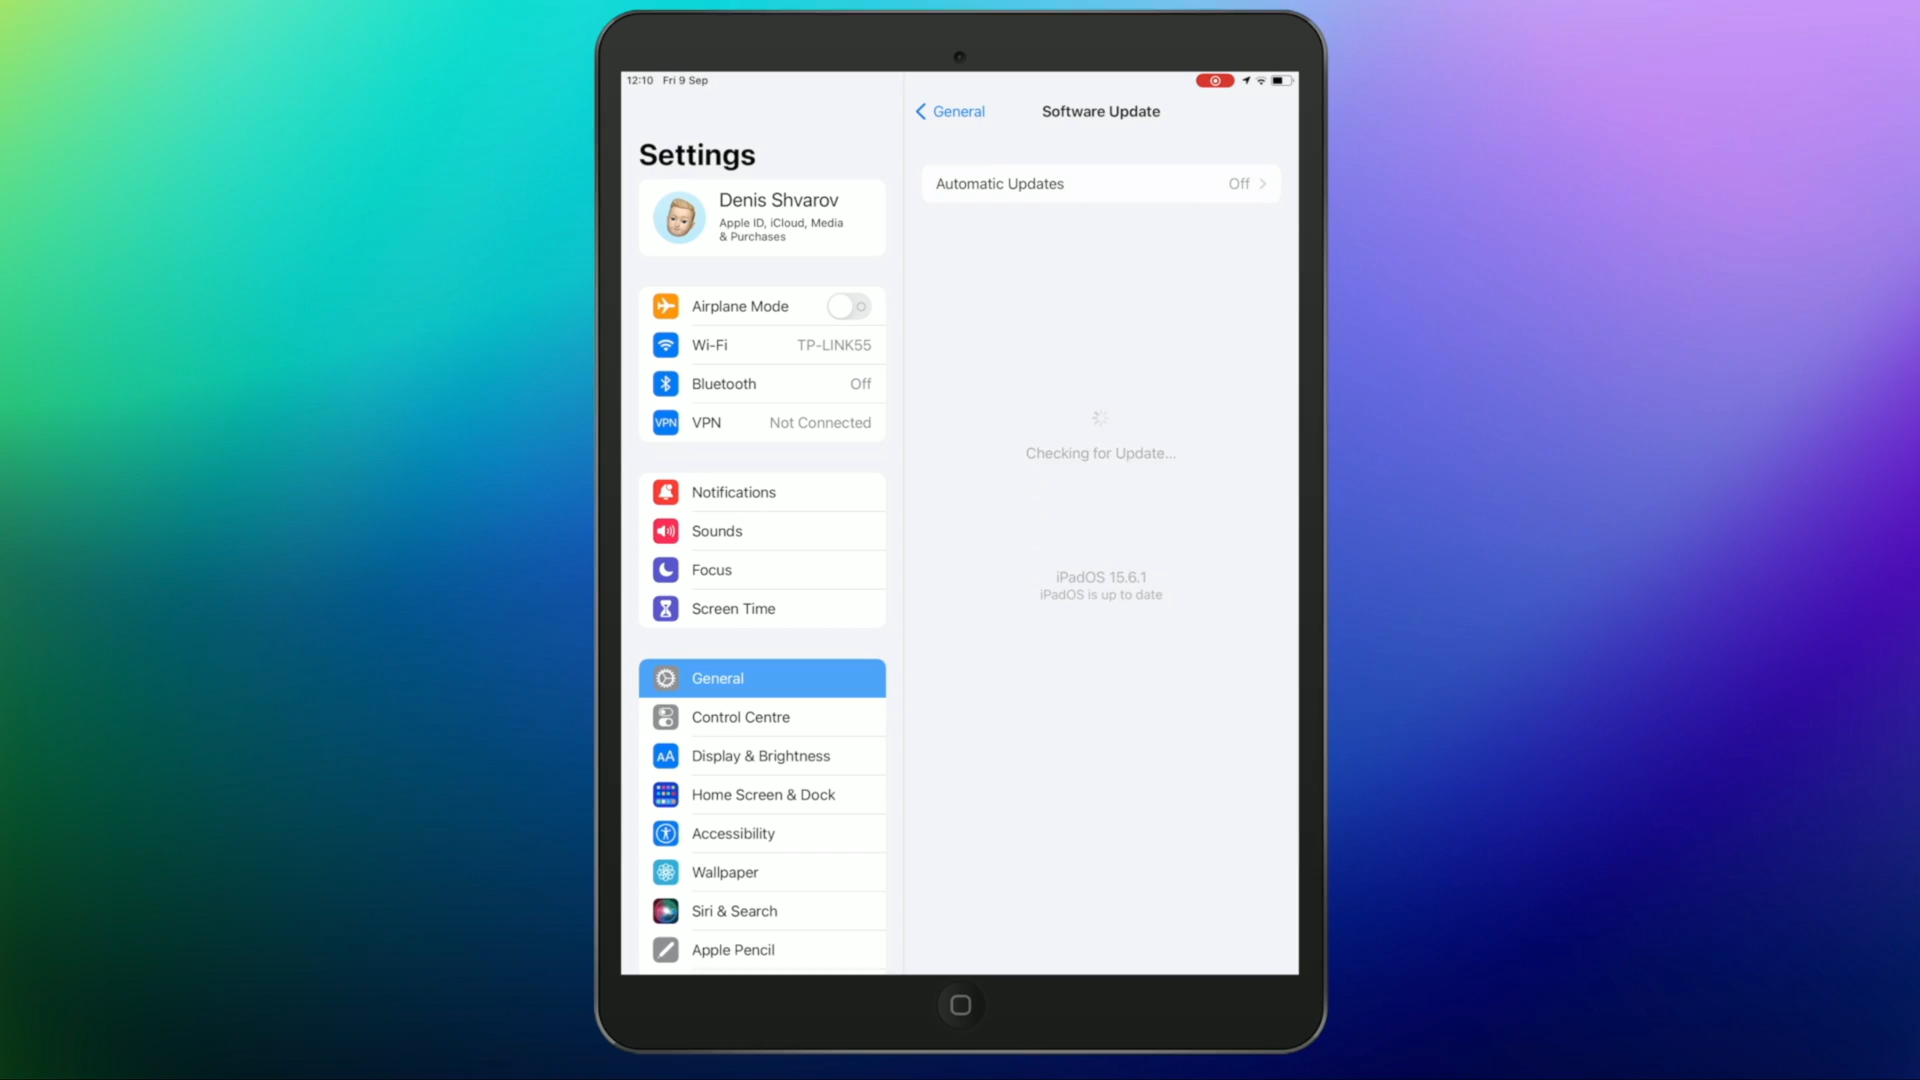 12:10 Fri 9 Sep
Settings
Denis Shvarov
Apple ID, iCloud, Media
& Purchases
Airplane Mode
Wi-Fi TP-LINK55
Bluetooth Off
VPN VPN Not Connected
Notifications
Sounds
Focus
Screen Time
General
Control Centre
AA Display & Brightness
Home Screen & Dock
Accessibility
Wallpaper
Siri & Search
Apple Pencil
General Software Update
Automatic Updates Off
Checking for Update...
iPadOS 15.6.1
iPadOS is up to date